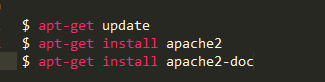 $ apt-get update
$ apt-get install apache2
$ apt-get install apache2-doc